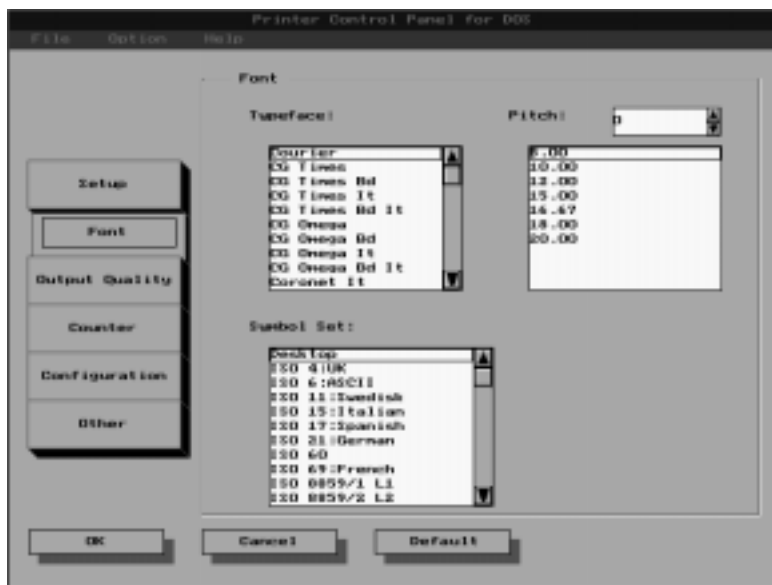 Printer Control Panel for DOS
File Option Help
Font
Typeface:
Pitch:
0
Courier
CG Times
CG Times Bd
CG Times It
CG Times Bd It
CG Omega
CG Omega Bd
CG Omega It
CG Omega Bd It
Coronet It
6.00
10.00
12.00
15.00
16.67
18.00
20.00
Setup
Font
Output Quality
Counter
Configuration
Other
Symbol Set:
Desktop
ISO 4:UK
ISO 6:ASCII
ISO 11:Swedish
ISO 15:Italian
ISO 17:Spanish
ISO 21:German
ISO 60
ISO 69:French
ISO 8859/1 L1
ISO 8859/2 L2
OK
Cancel
Default